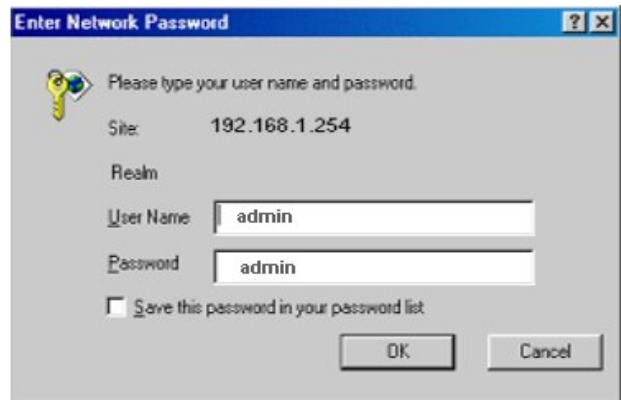 Enter Network Password
Please type your user name and password.
Site: 192.168.1.254
Realm
User Name admin
Password admin
Save this password in your password list
OK Cancel